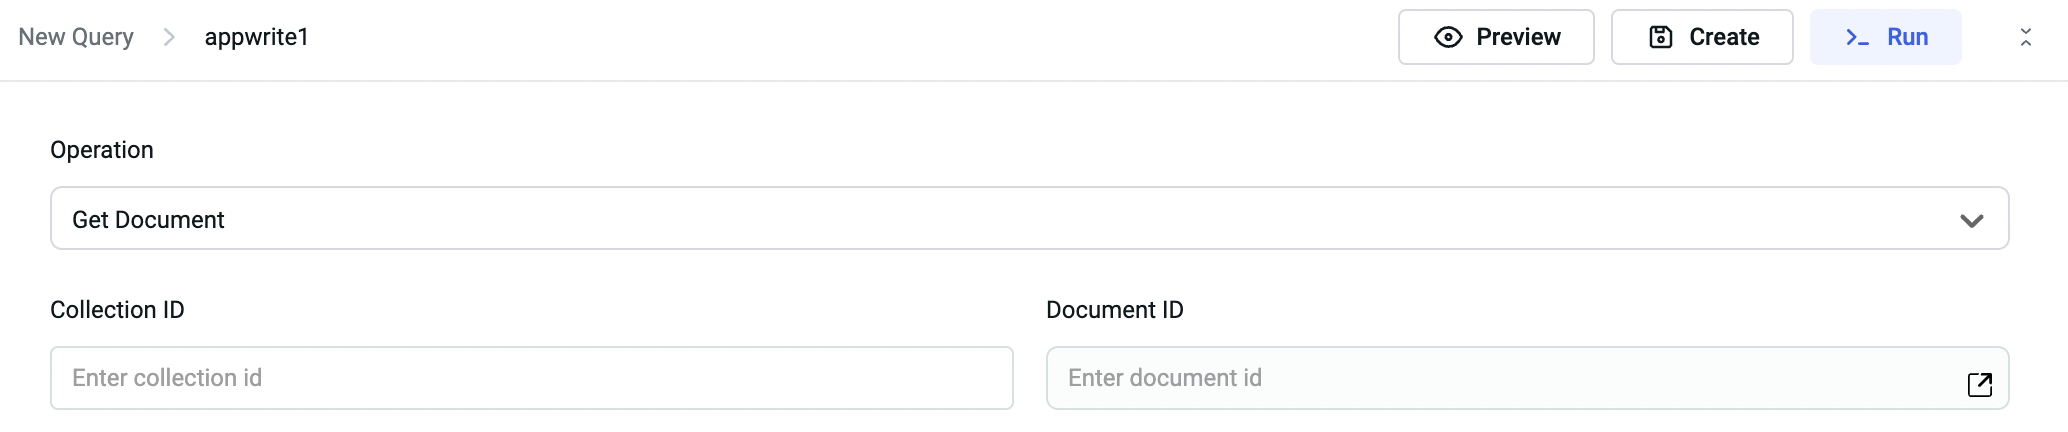 New Query appwrite1 Preview Create Run
Operation
Get Document
Collection ID Document ID
Enter collection id Enter document id